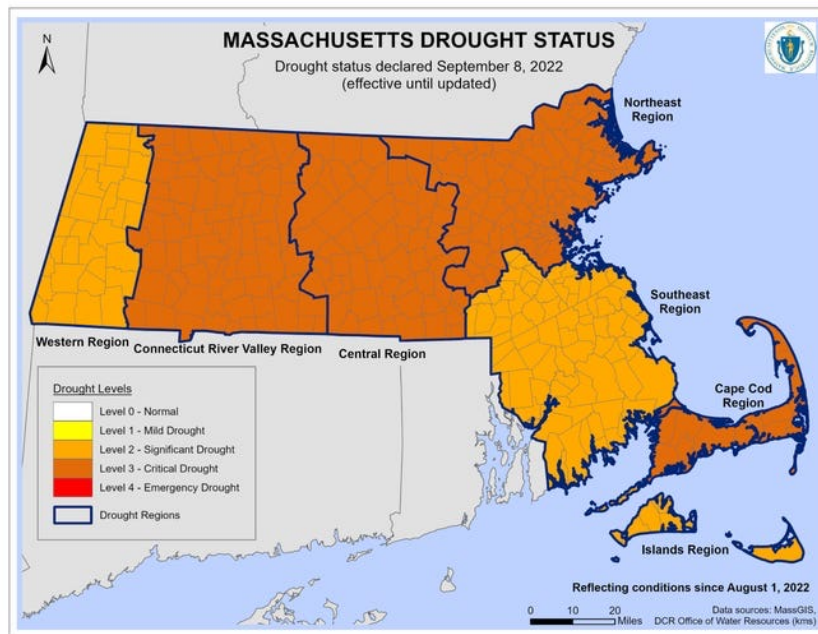 MASSACHUSETTS DROUGHT STATUS
Drought status declared September 8, 2022
(effective until updated)
N
Northeast
Region
Southeast
Region
Western Region
Connecticut River Valley Region
Central Region
Cape Cod
Region
Drought Levels
Level 0 - Normal
Level 1 - Mild Drought
Level 2 - Significant Drought
Level 3 - Critical Drought
Level 4 - Emergency Drought
Drought Regions
Islands Region
Reflecting conditions since August 1, 2022
0 10 20
Miles
Data sources: MassGIS,
DCR Office of Water Resources (kms)